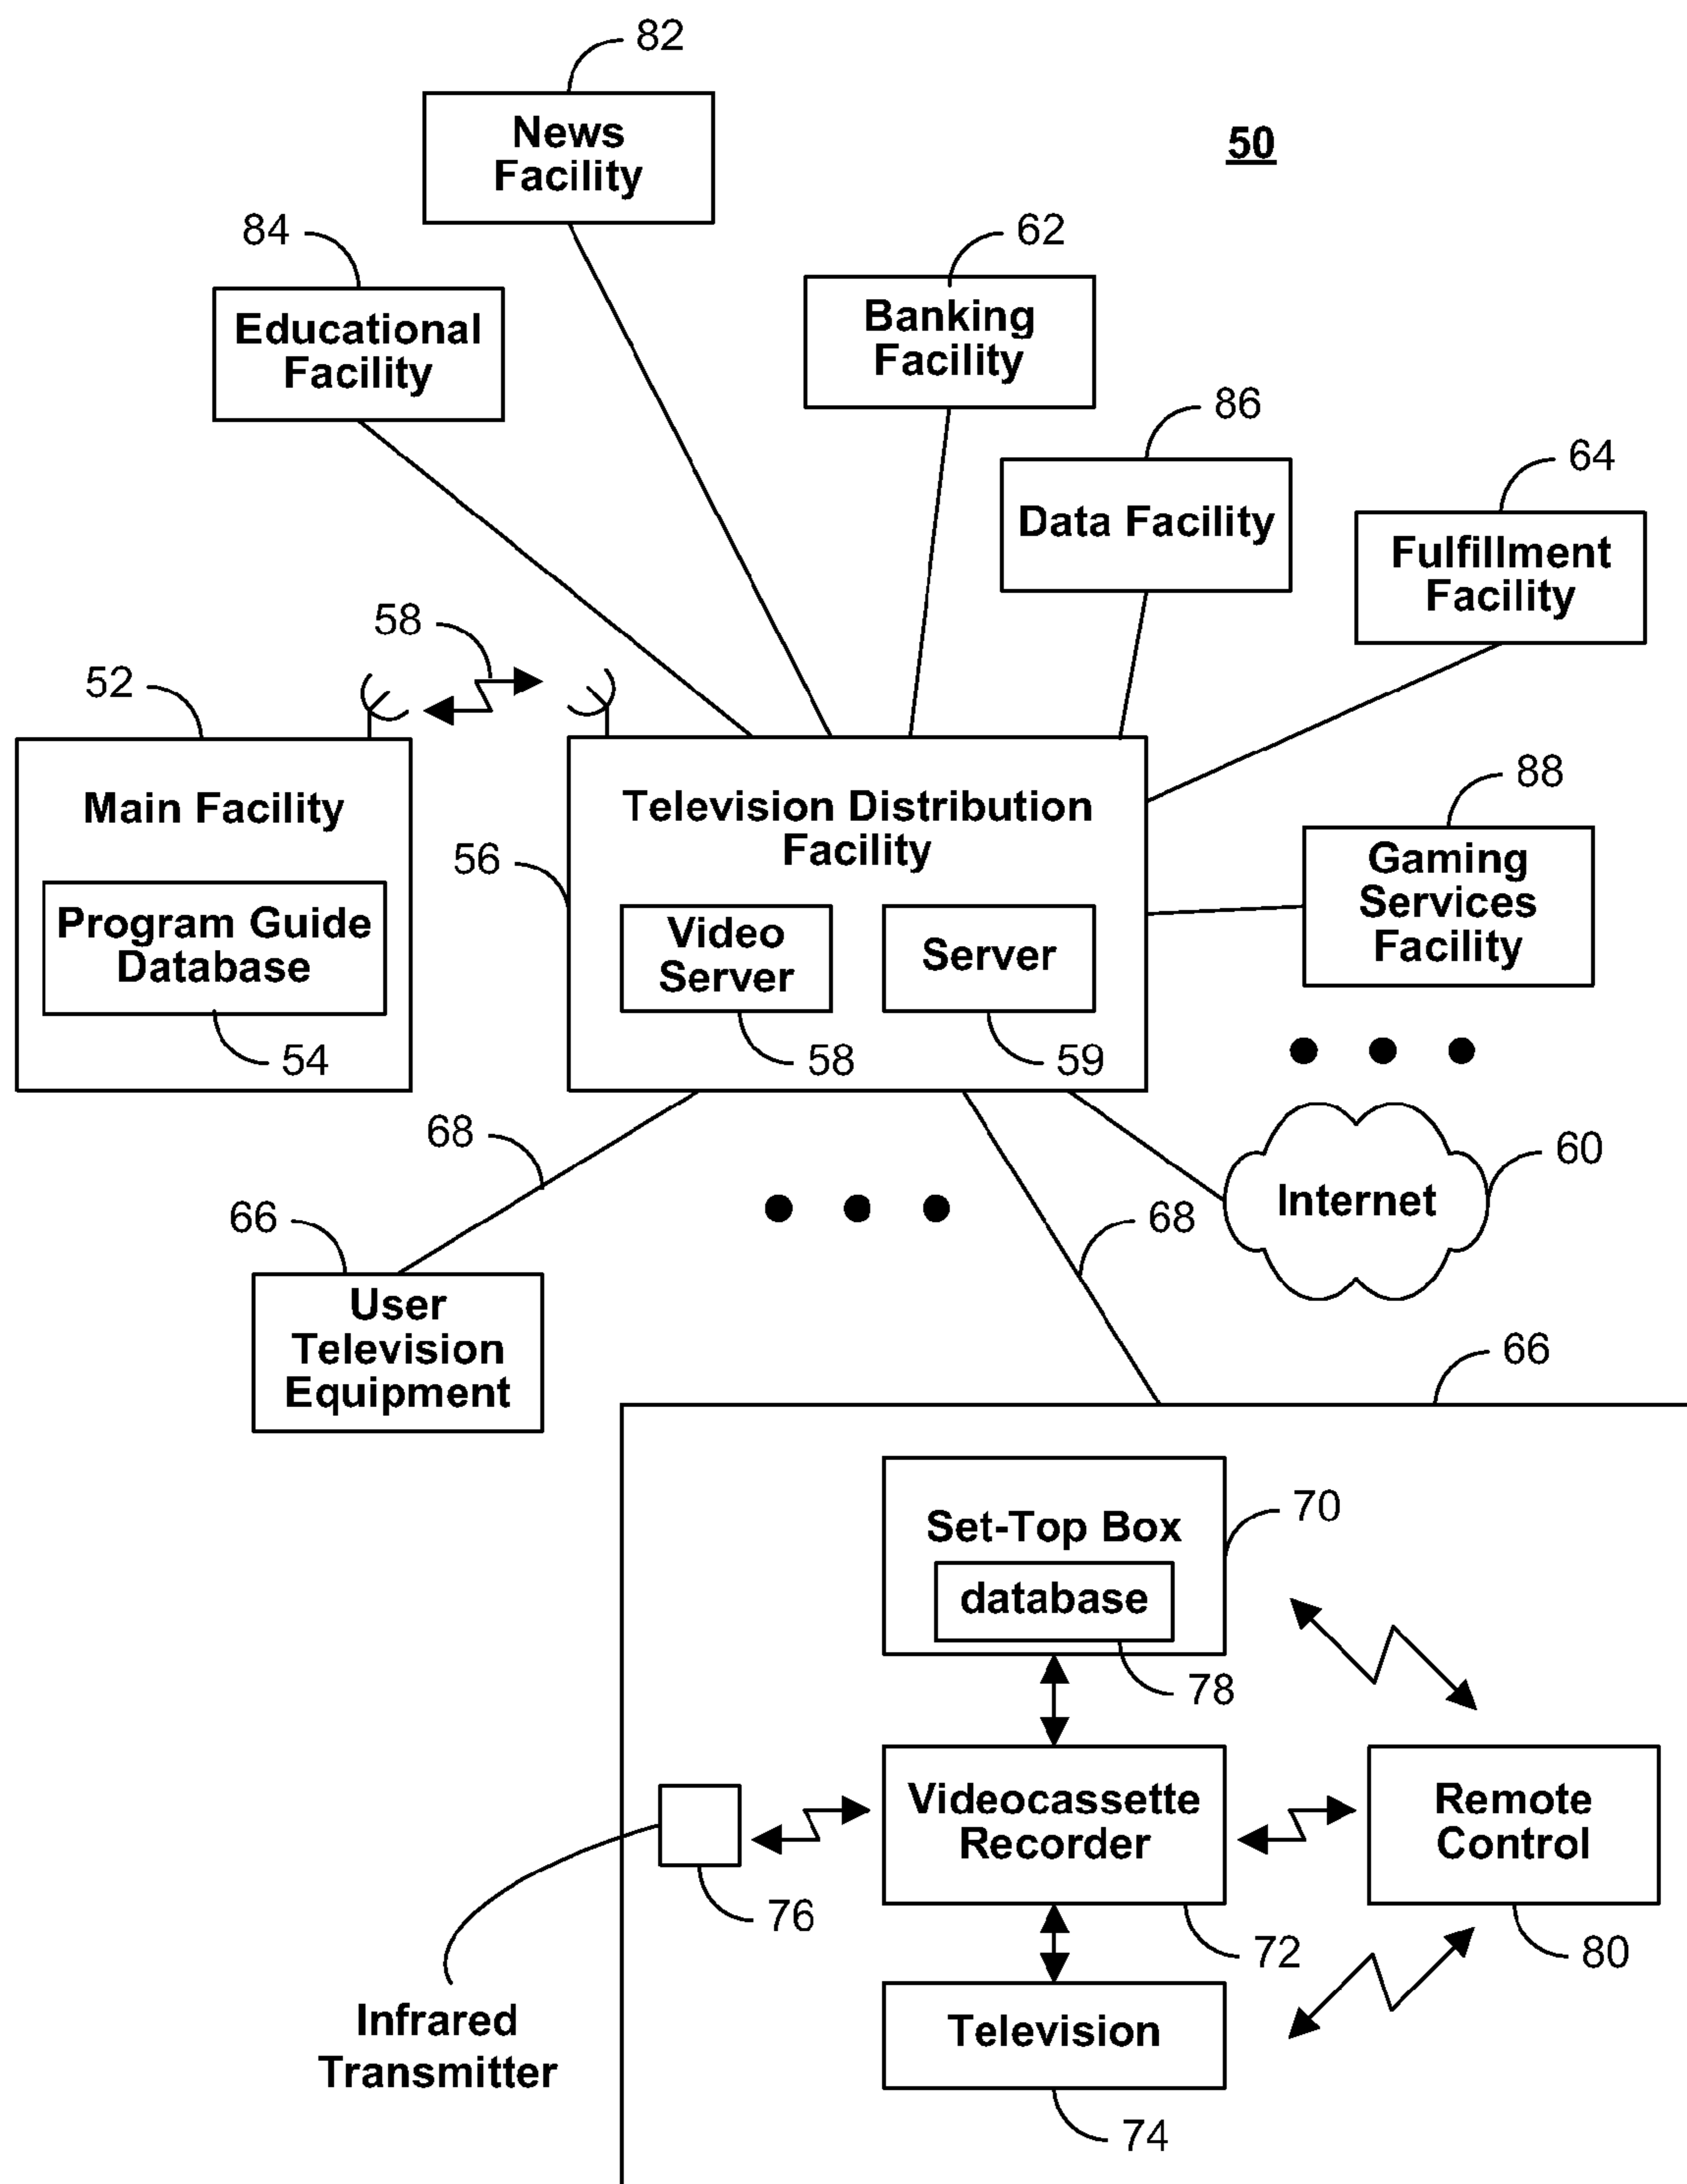 82
News
Facility
50
84
62
Educational
Facility
Banking
Facility
86
64
Data Facility
Fulfillment
Facility
58
52
Main Facility
Television Distribution
Facility
88
56
Gaming
Services
Facility
Program Guide
Database
Video
Server
Server
54
58
59
68
60
Internet
66
68
User
Television
Equipment
66
Set-Top Box
70
database
78
Videocassette
Recorder
Remote
Control
76
72
80
Infrared
Transmitter
Television
74